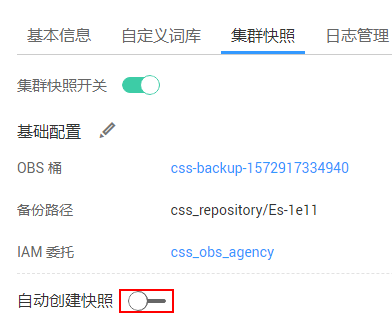 基本信息 自定义词库 集群快照 日志管理
集群快照开关
基础配置
OBS 桶 css-backup-1572917334940
备份路径 css_repository/Es-1e11
IAM 委托 css_obs_agency
自动创建快照